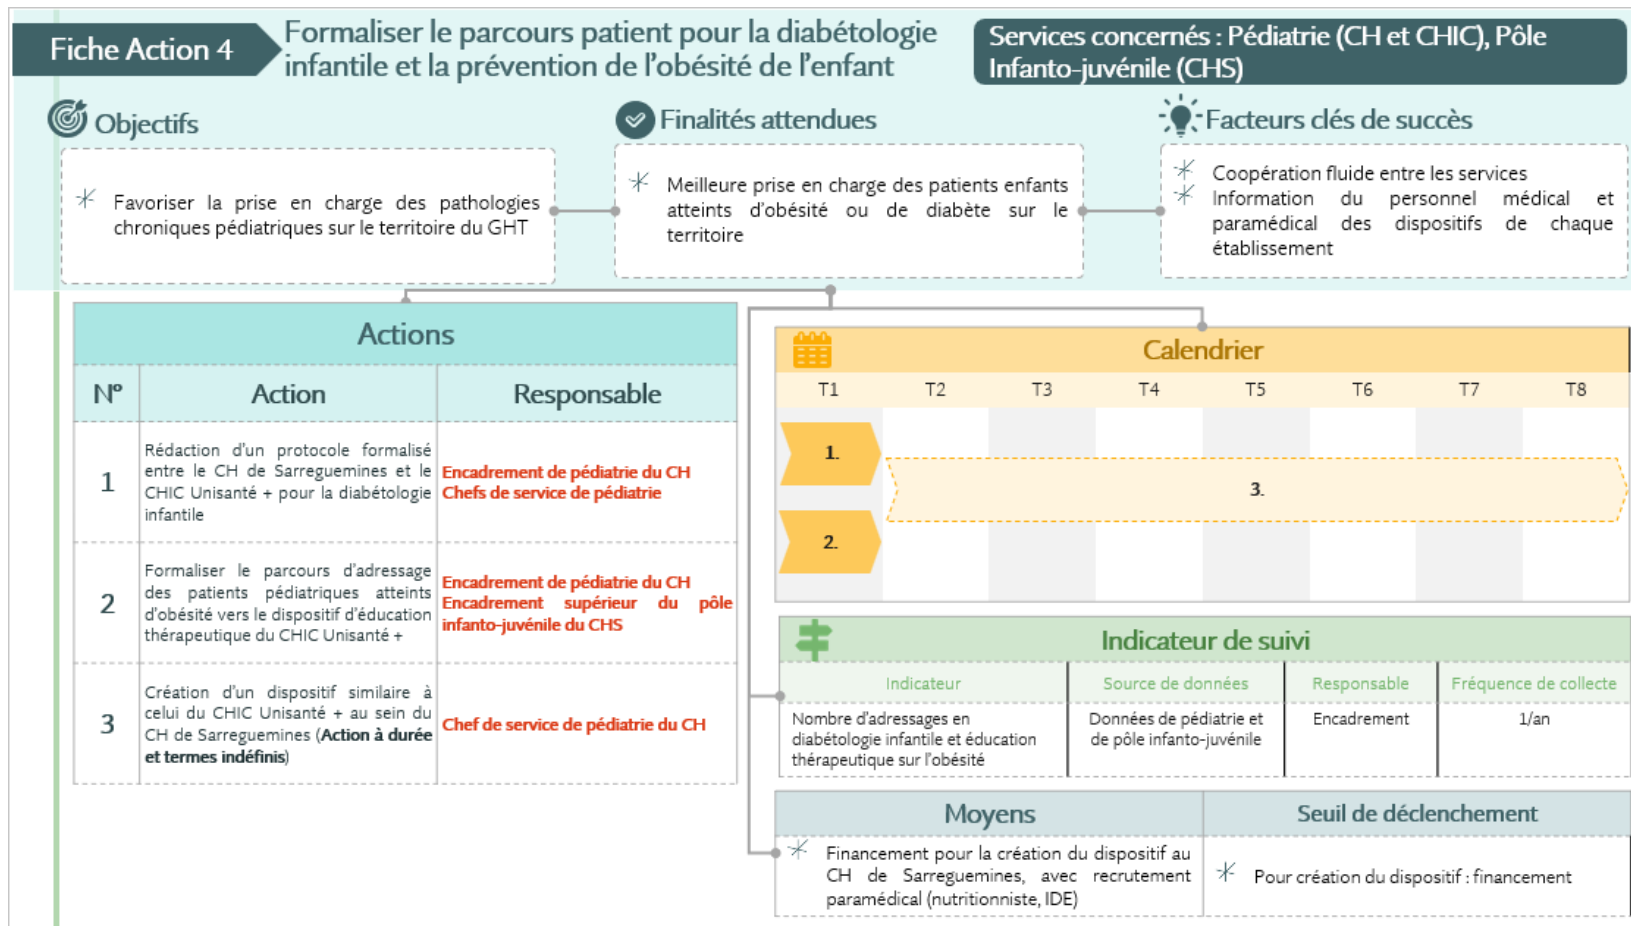 Fiche Action 4
Formaliser le parcours patient pour la diabétologie
infantile et la prévention de l'obésité de l'enfant
Services concernés : Pédiatrie (CH et CHIC), Pôle
Infanto-juvénile (CHS)
Objectifs
Favoriser la prise en charge des pathologies
chroniques pédiatriques sur le territoire du GHT
Finalités attendues
Meilleure prise en charge des patients enfants
atteints d'obésité ou de diabète sur le
territoire
Facteurs clés de succès
Coopération fluide entre les services
Information du personnel médical et
paramédical des dispositifs de chaque
établissement
Actions
N° Action Responsable
1
Rédaction d'un protocole formalisé
entre le CH de Sarreguemines et le
CHIC Unisanté + pour la diabétologie
infantile
Encadrement de pédiatrie du CH
Chefs de service de pédiatrie
2
Formaliser le parcours d'adressage
des patients pédiatriques atteints
d'obésité vers le dispositif d'éducation
thérapeutique du CHIC Unisanté +
Encadrement de pédiatrie du CH
Encadrement supérieur du pôle
infanto-juvénile du CHS
3
Création d'un dispositif similaire à
celui du CHIC Unisanté + au sein du
CH de Sarreguemines (Action à durée
et termes indéfinis)
Chef de service de pédiatrie du CH
Calendrier
T1 T2 T3 T4 T5 T6 T7 T8
1.
3.
2.
Indicateur de suivi
Indicateur Source de données Responsable Fréquence de collecte
Nombre d'adressages en
diabétologie infantile et éducation
thérapeutique sur l'obésité
Données de pédiatrie et
de pôle infanto-juvénile
Encadrement
1/an
Moyens
Financement pour la création du dispositif au
CH de Sarreguemines, avec recrutement
paramédical (nutritionniste, IDE)
Seuil de déclenchement
Pour création du dispositif : financement